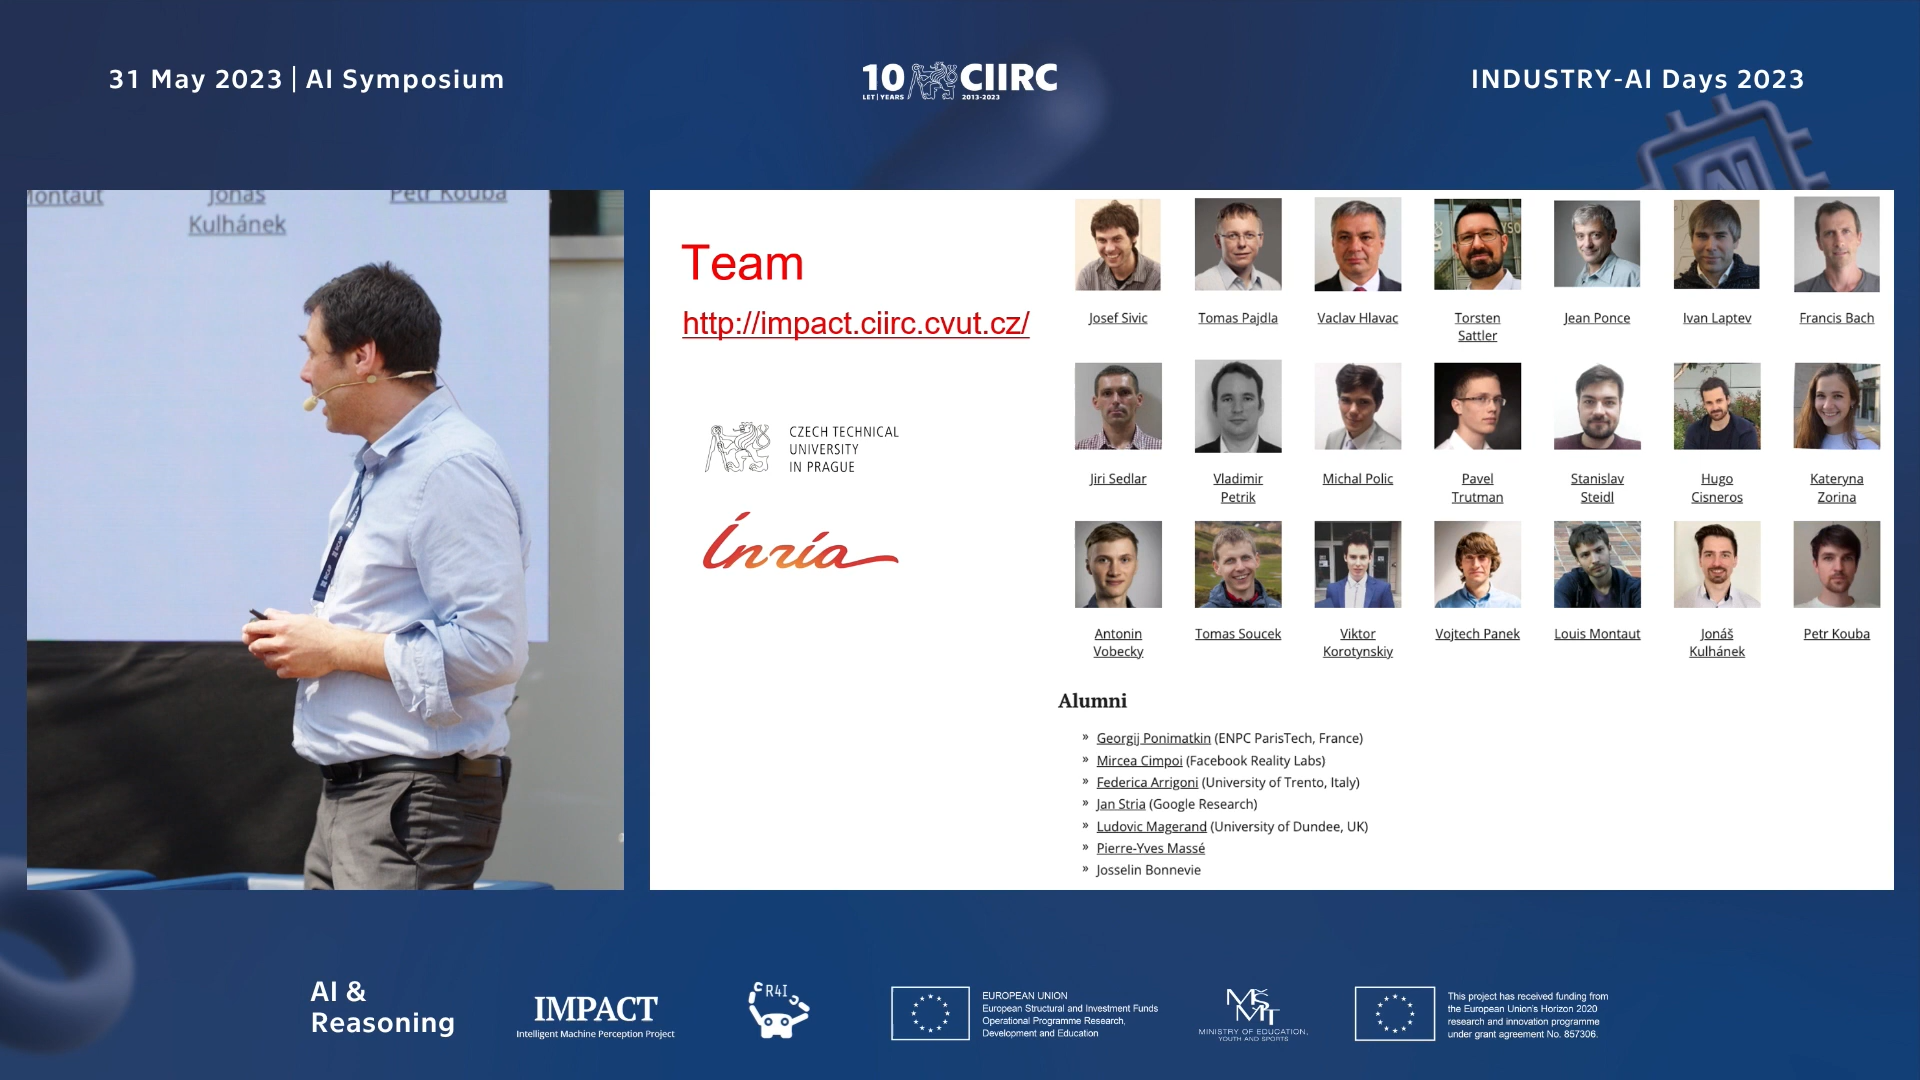 31 May 2023 | AI Symposium
10 CIIRC
LET | YEARS 2013-2023
INDUSTRY-AI Days 2023
AI
Montaut
Jonáš
Kulhánek
Petr Kouba
Team
http://impact.ciirc.cvut.cz/
CZECH TECHNICAL
UNIVERSITY
IN PRAGUE
Inria
Josef Sivic
Tomas Pajdla
Vaclav Hlavac
Torsten
Sattler
Jean Ponce
Ivan Laptev
Francis Bach
Jiri Sedlar
Vladimir
Petrik
Michal Polic
Pavel
Trutman
Stanislav
Steidl
Hugo
Cisneros
Kateryna
Zorina
Antonin
Vobecky
Tomas Soucek
Viktor
Korotynskiy
Vojtech Panek
Louis Montaut
Jonáš
Kulhánek
Petr Kouba
Alumni
» Georgij Ponimatkin (ENPC ParisTech, France)
» Mircea Cimpoi (Facebook Reality Labs)
» Federica Arrigoni (University of Trento, Italy)
» Jan Stria (Google Research)
» Ludovic Magerand (University of Dundee, UK)
» Pierre-Yves Massé
» Josselin Bonnevie
AI &
Reasoning
IMPACT
Intelligent Machine Perception Project
R4I
EUROPEAN UNION
European Structural and Investment Funds
Operational Programme Research,
Development and Education
MŠMT
MINISTRY OF EDUCATION,
YOUTH AND SPORTS
This project has received funding from
the European Union's Horizon 2020
research and innovation programme
under grant agreement No. 857306.